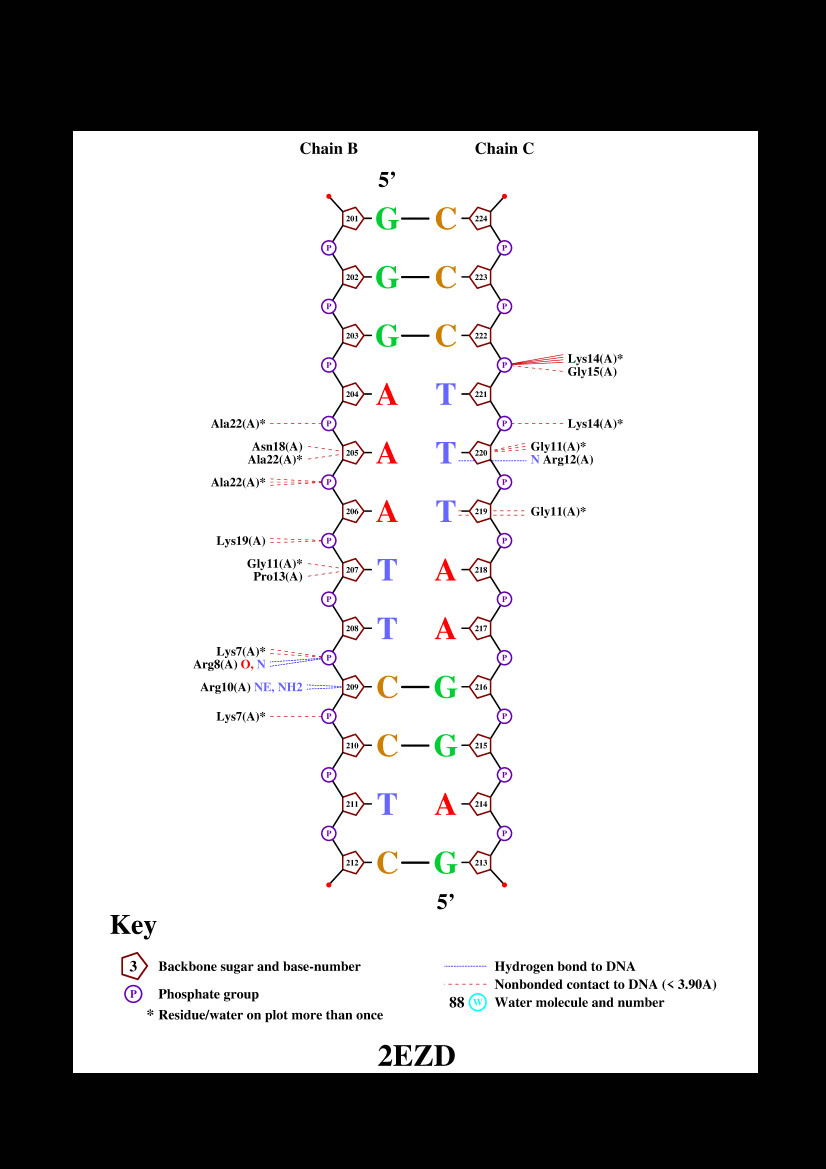 Chain B Chain C
5’
201 G C 224
P P
202 G C 223
P P
203 G C 222
P P Lys14(A)*
Gly15(A)
204 A T 221
Ala22(A)* P P Lys14(A)*
Asn18(A) Gly11(A)*
205 A T 220
Ala22(A)* N Arg12(A)
Ala22(A)* P P
206 A T 219 Gly11(A)*
Lys19(A) P P
Gly11(A)*
207 T A 218
Pro13(A)
P P
208 T A 217
Lys7(A)* P P
Arg8(A) O, N
Arg10(A) NE, NH2 209 C G 216
Lys7(A)* P P
210 C G 215
P P
211 T A 214
P P
212 C G 213
5’
Key
3 Backbone sugar and base-number Hydrogen bond to DNA
Nonbonded contact to DNA (< 3.90A)
P Phosphate group 88 W Water molecule and number
* Residue/water on plot more than once
2EZD